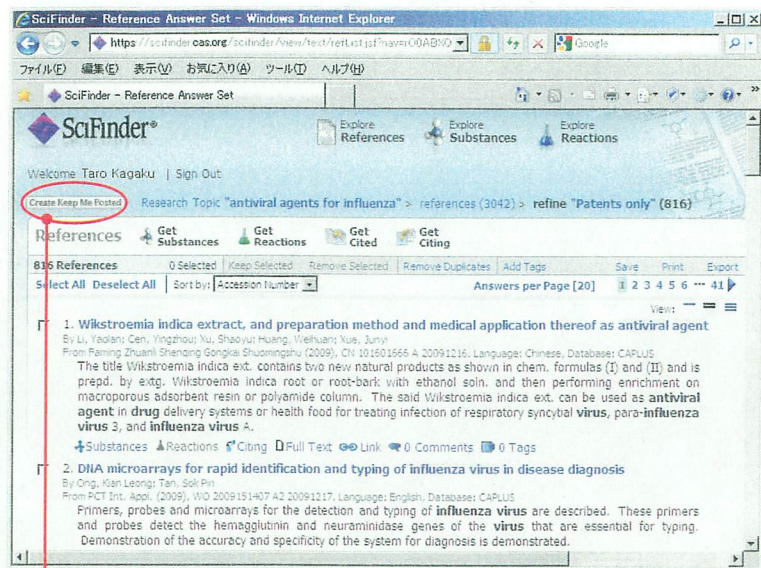 SciFinder - Reference Answer Set - Windows Internet Explorer
https://scifinder.cas.org/scifinder/view/text/refList.jsf?nav=r00ABX0
Google
ファイル(F) 編集(E) 表示(V) お気に入り(A) ツール(T) ヘルプ(H)
SciFinder - Reference Answer Set
SciFinder®
Explore References
Explore Substances
Explore Reactions
Welcome Taro Kagaku | Sign Out
Create Keep Me Posted
Research Topic "antiviral agents for influenza" > references (3042) > refine "Patents only" (816)
References
Get Substances
Get Reactions
Get Cited
Get Citing
816 References 0 Selected Keep Selected Remove Selected Remove Duplicates Add Tags Save Print Export
Select All Deselect All Sort by: Accession Number Answers per Page [20] 1 2 3 4 5 6 ... 41
View:
1. Wikstroemia indica extract, and preparation method and medical application thereof as antiviral agent
By Li, Yaolan; Cen, Yingzhou; Xu, Shaoyu; Huang, Weihuan; Xue, Junyi
From Faming Zhuanli Shenqing Gongkai Shuomingshu (2009), CN 101601666 A 20091216, Language: Chinese, Database: CAPLUS
The title Wikstroemia indica ext. contains two new natural products as shown in chem. formulas (I) and (II) and is
prepd. by extg. Wikstroemia indica root or root-bark with ethanol soln. and then performing enrichment on
macroporous adsorbent resin or polyamide column. The said Wikstroemia indica ext. can be used as antiviral
agent in drug delivery systems or health food for treating infection of respiratory syncytial virus, para-influenza
virus 3, and influenza virus A.
Substances Reactions Citing Full Text Link 0 Comments 0 Tags
2. DNA microarrays for rapid identification and typing of influenza virus in disease diagnosis
By Ong, Kian Leong; Tan, Sok Pin
From PCT Int. Appl. (2009), WO 2009151407 A2 20091217, Language: English, Database: CAPLUS
Primers, probes and microarrays for the detection and typing of influenza virus are described. These primers
and probes detect the hemagglutinin and neuraminidase genes of the virus that are essential for typing.
Demonstration of the accuracy and specificity of the system for diagnosis is demonstrated.